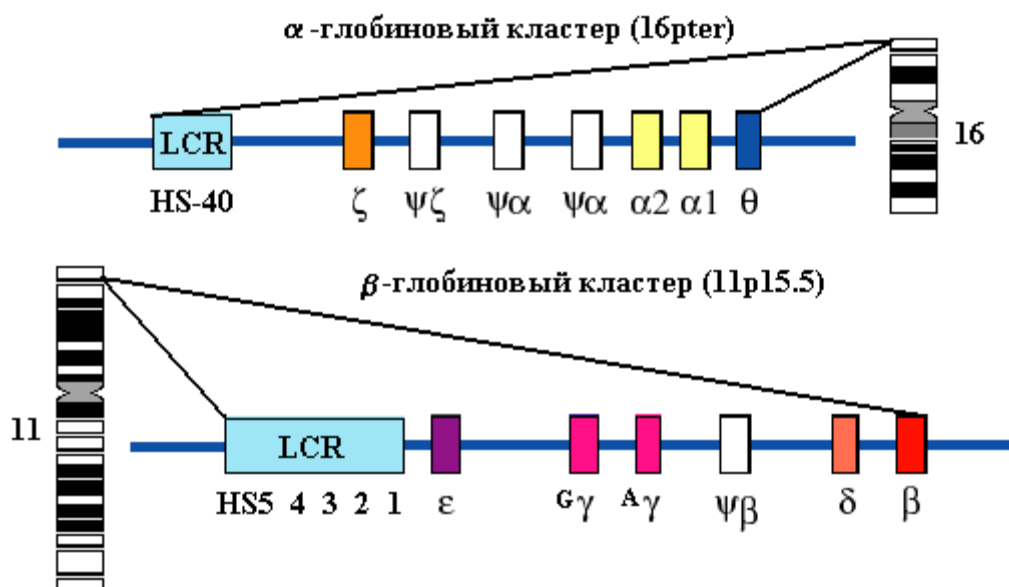 α-глобиновый кластер (16pter)
LCR
16
HS-40 ζ ψζ ψα ψα α2 α1 θ
β-глобиновый кластер (11p15.5)
11
LCR
HS5 4 3 2 1 ε Gγ Aγ ψβ δ β